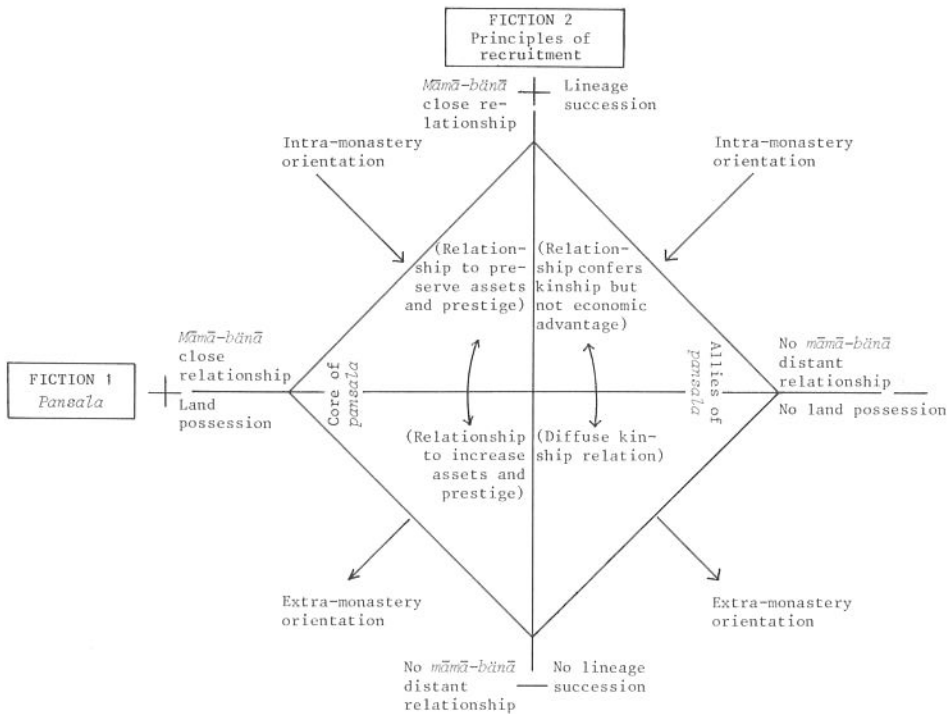 FICTION 2
Principles of
recruitment
Māmā-bänā
close re-
lationship
Lineage
succession
Intra-monastery
orientation
Intra-monastery
orientation
(Relation-
ship to pre-
serve assets
and prestige)
(Relation-
ship confers
kinship but
not economic
advantage)
FICTION 1
Pansala
Māmā-bänā
close
relationship
Land
possession
Core of
pansala
Allies of
pansala
No māmā-bänā
distant
relationship
No land possession
(Relationship
to increase
assets and
prestige)
(Diffuse kin-
ship relation)
Extra-monastery
orientation
Extra-monastery
orientation
No māmā-bänā
distant
relationship
No lineage
succession